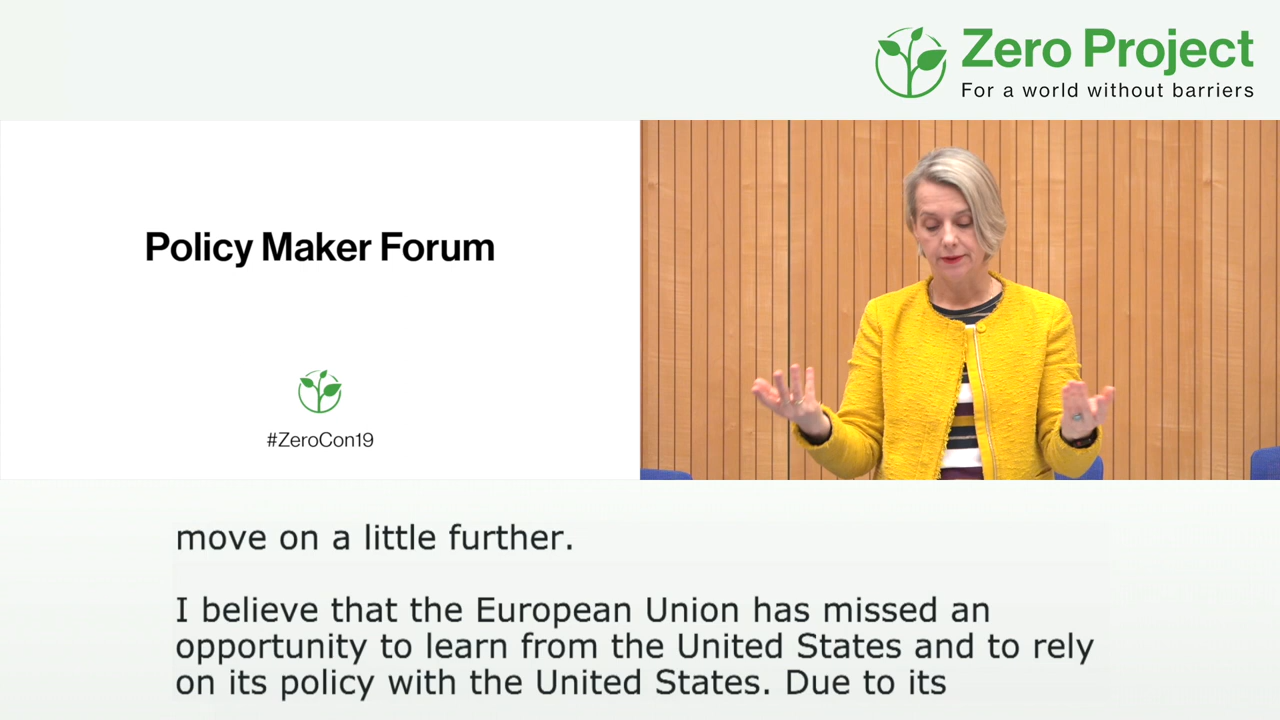 Zero Project
For a world without barriers
Policy Maker Forum
#ZeroCon19
move on a little further.
I believe that the European Union has missed an
opportunity to learn from the United States and to rely
on its policy with the United States. Due to its